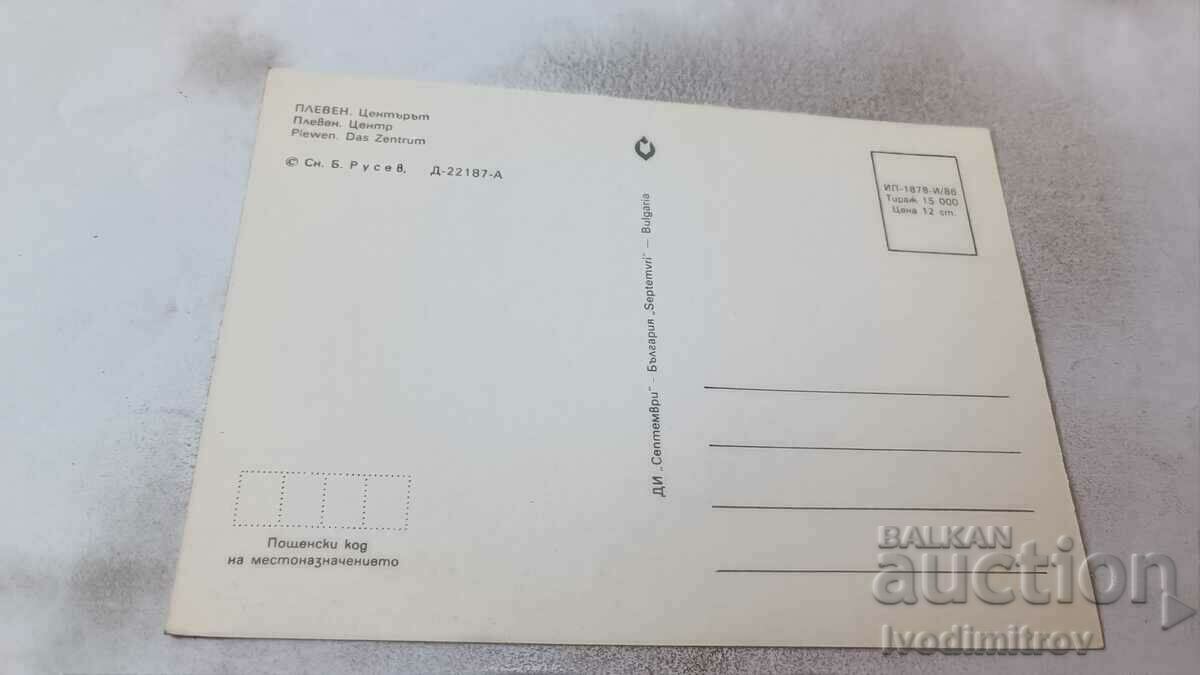 ПЛЕВЕН. Центърът
Плевен. Центр
Plewen. Das Zentrum
© Сн. Б. Русев, Д-22187-А
ДИ „Септември" - България „Septemvri" — Bulgaria
ИП-1878-И/86
Тираж 15 000
Цена 12 ст.
Пощенски код
на местоназначението
BALKAN
auction
Ivodimitrov